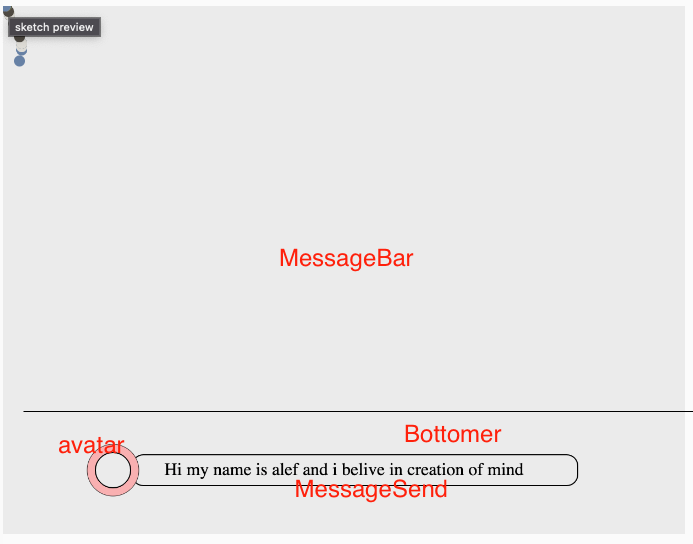 sketch preview
MessageBar
Bottomer
avatar
Hi my name is alef and i belive in creation of mind
MessageSend